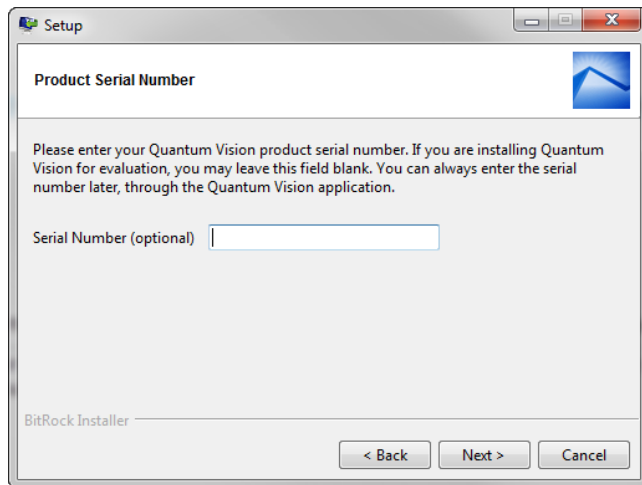 Setup
Product Serial Number
Please enter your Quantum Vision product serial number. If you are installing Quantum
Vision for evaluation, you may leave this field blank. You can always enter the serial
number later, through the Quantum Vision application.
Serial Number (optional)
BitRock Installer
< Back Next > Cancel